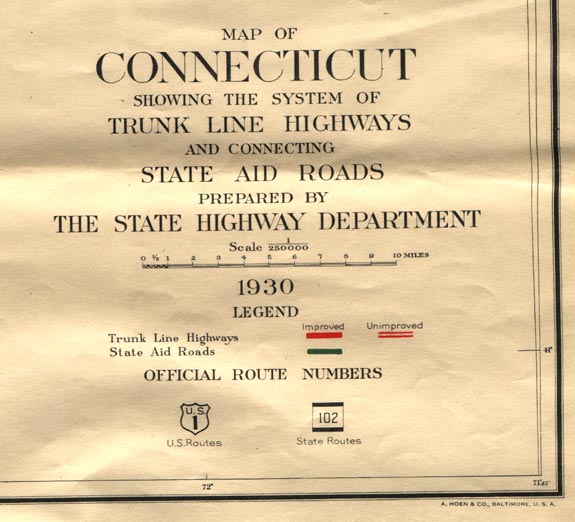 MAP OF
CONNECTICUT
SHOWING THE SYSTEM OF
TRUNK LINE HIGHWAYS
AND CONNECTING
STATE AID ROADS
PREPARED BY
THE STATE HIGHWAY DEPARTMENT
Scale 1/250000
0 ½ 1 2 3 4 5 6 7 8 9 10 MILES
1930
LEGEND
Improved Unimproved
Trunk Line Highways
State Aid Roads
OFFICIAL ROUTE NUMBERS
U.S. 1
102
U.S. Routes State Routes
41°
72° 71°45'
A. HOEN & CO., BALTIMORE, U.S.A.